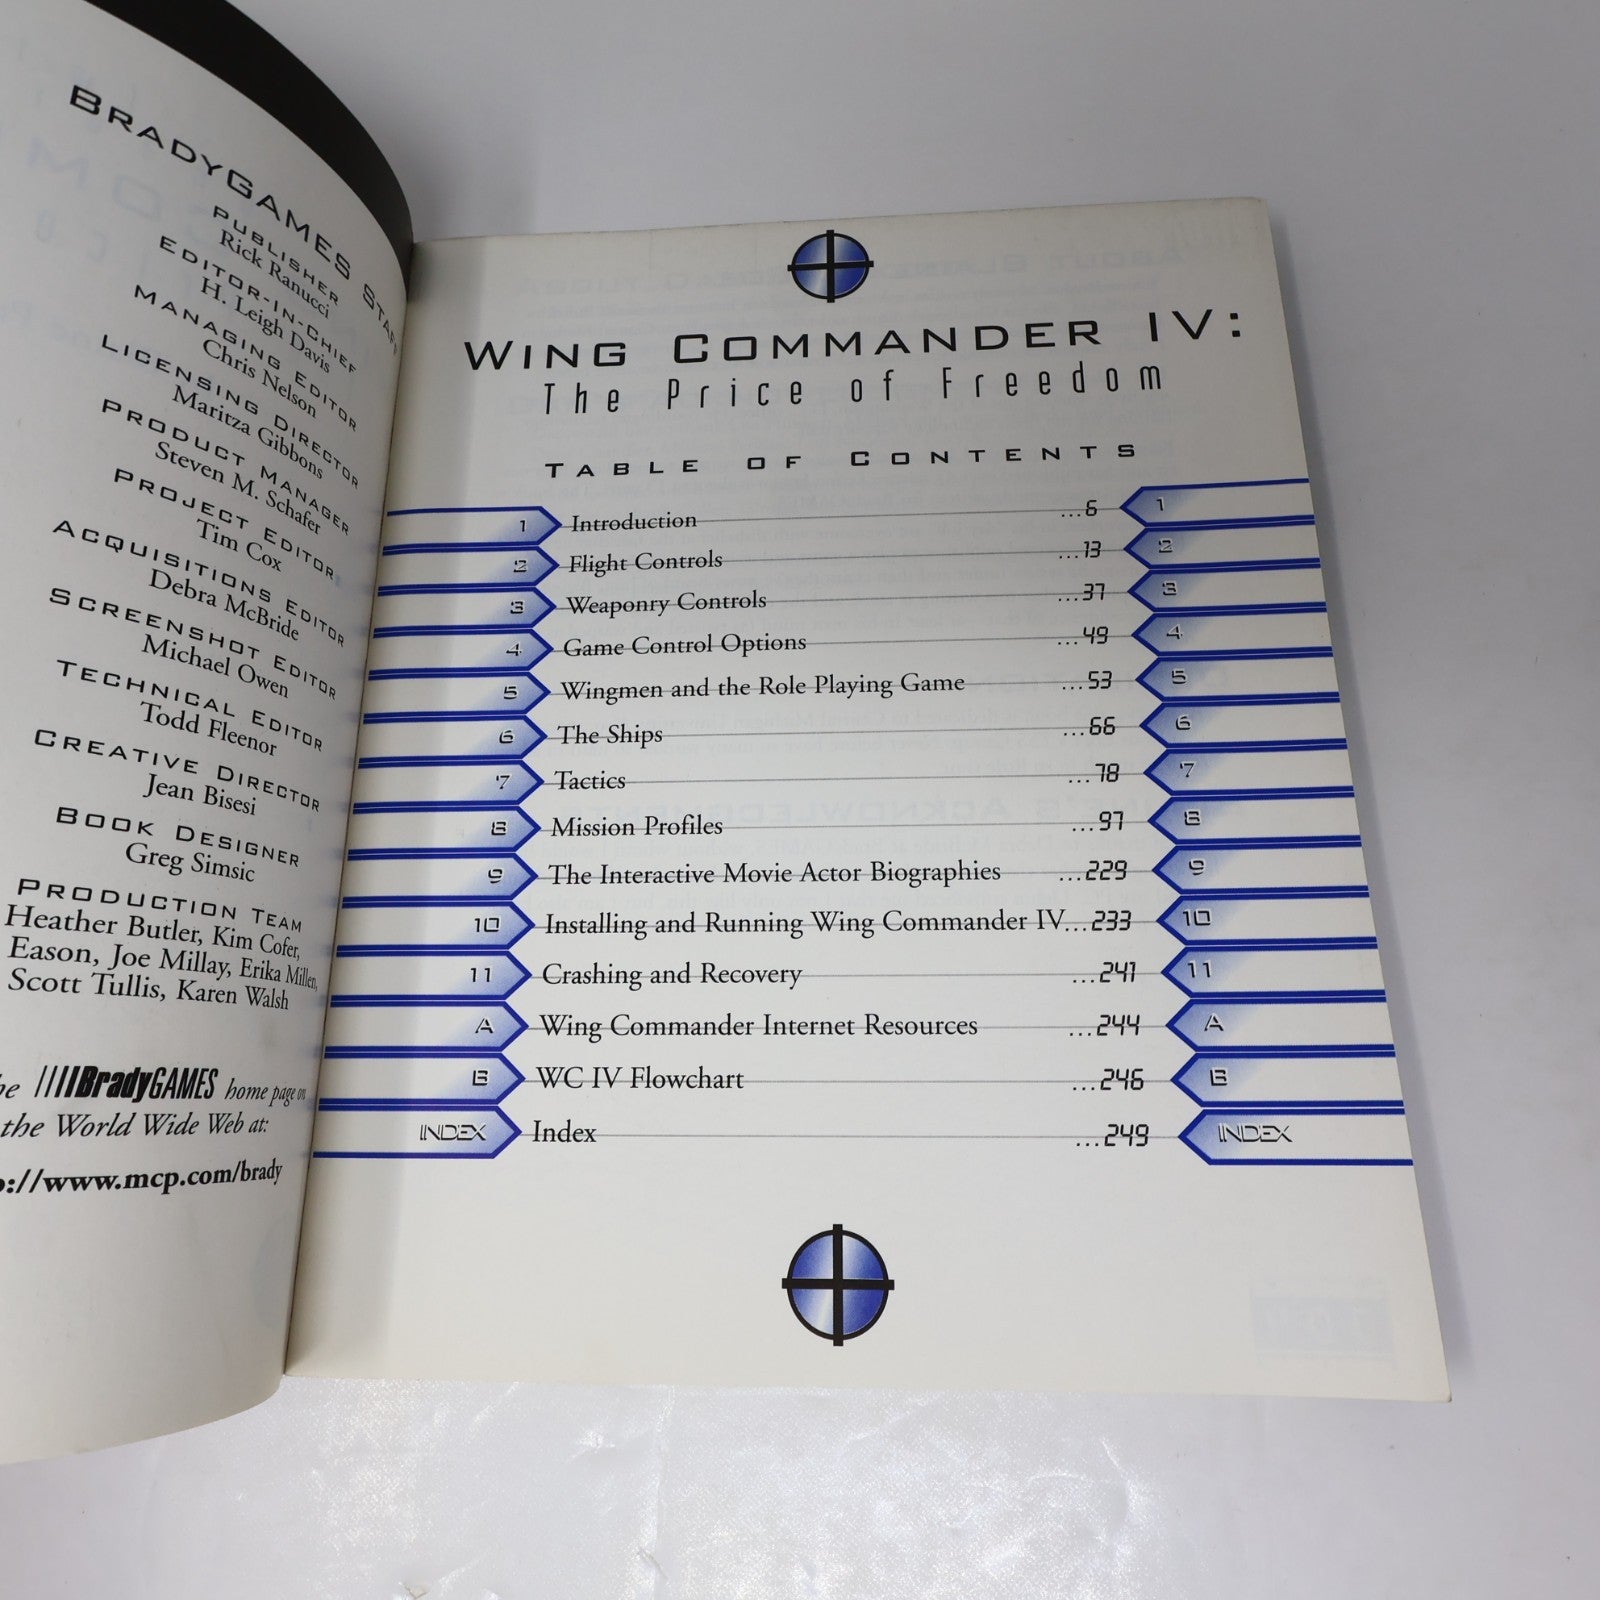 BRADYGAMES STAFF
PUBLISHER
Rick Ranucci
EDITOR-IN-CHIEF
H. Leigh Davis
MANAGING EDITOR
Chris Nelson
LICENSING DIRECTOR
Maritza Gibbons
PRODUCT MANAGER
Steven M. Schafer
PROJECT EDITOR
Tim Cox
ACQUISITIONS EDITOR
Debra McBride
SCREENSHOT EDITOR
Michael Owen
TECHNICAL EDITOR
Todd Fleenor
CREATIVE DIRECTOR
Jean Bisesi
BOOK DESIGNER
Greg Simsic
PRODUCTION TEAM
Heather Butler, Kim Cofer,
Eason, Joe Millay, Erika Millen,
Scott Tullis, Karen Walsh
BradyGAMES home page on
the World Wide Web at:
://www.mcp.com/brady
WING COMMANDER IV:
The Price of Freedom
TABLE OF CONTENTS
1 Introduction ...6 1
2 Flight Controls ...13 2
3 Weaponry Controls ...37 3
4 Game Control Options ...49 4
5 Wingmen and the Role Playing Game ...53 5
6 The Ships ...66 6
7 Tactics ...78 7
8 Mission Profiles ...97 8
9 The Interactive Movie Actor Biographies ...229 9
10 Installing and Running Wing Commander IV...233 10
11 Crashing and Recovery ...241 11
A Wing Commander Internet Resources ...244 A
B WC IV Flowchart ...246 B
INDEX Index ...249 INDEX